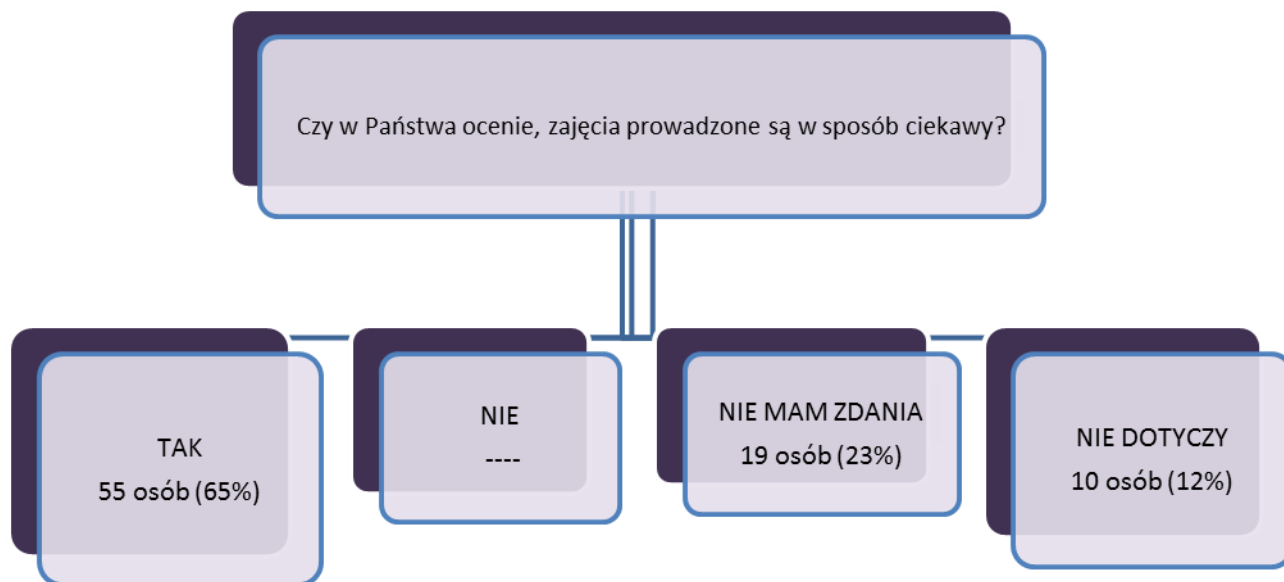 Czy w Państwa ocenie, zajęcia prowadzone są w sposób ciekawy?
TAK
55 osób (65%)
NIE
----
NIE MAM ZDANIA
19 osób (23%)
NIE DOTYCZY
10 osób (12%)